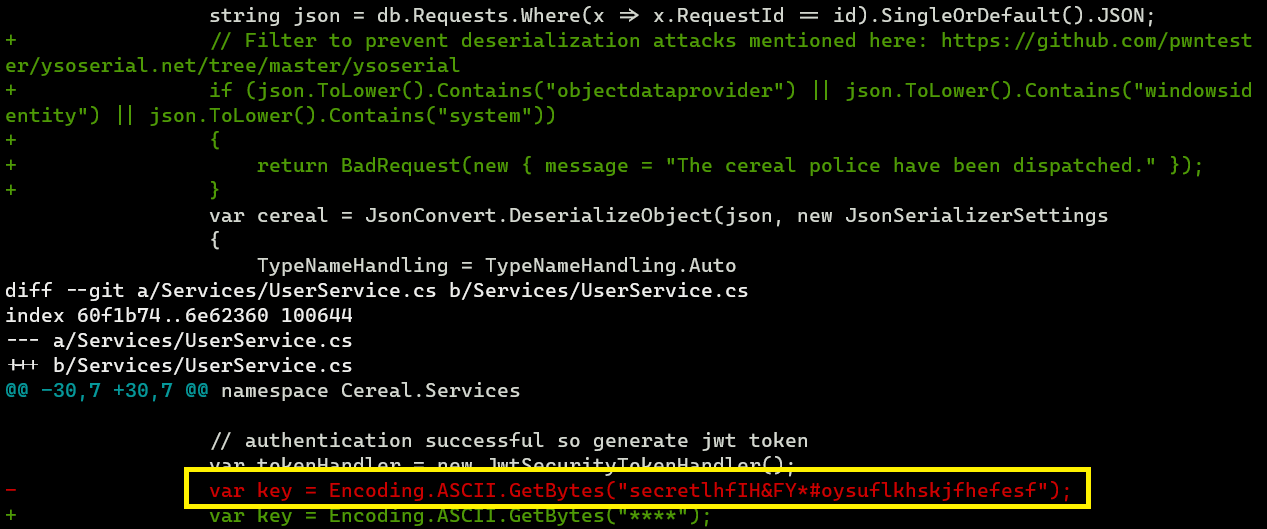 string json = db.Requests.Where(x => x.RequestId == id).SingleOrDefault().JSON;
+                // Filter to prevent deserialization attacks mentioned here: https://github.com/pwntest
er/ysoserial.net/tree/master/ysoserial
+                if (json.ToLower().Contains("objectdataprovider") || json.ToLower().Contains("windowsid
entity") || json.ToLower().Contains("system"))
+                {
+                    return BadRequest(new { message = "The cereal police have been dispatched." });
+                }
                 var cereal = JsonConvert.DeserializeObject(json, new JsonSerializerSettings
                 {
                     TypeNameHandling = TypeNameHandling.Auto
diff --git a/Services/UserService.cs b/Services/UserService.cs
index 60f1b74..6e62360 100644
--- a/Services/UserService.cs
+++ b/Services/UserService.cs
@@ -30,7 +30,7 @@ namespace Cereal.Services
                 // authentication successful so generate jwt token
                 var tokenHandler = new JwtSecurityTokenHandler();
-                var key = Encoding.ASCII.GetBytes("secretlhfIH&FY*#oysuflkhskjfhefesf");
+                var key = Encoding.ASCII.GetBytes("****");